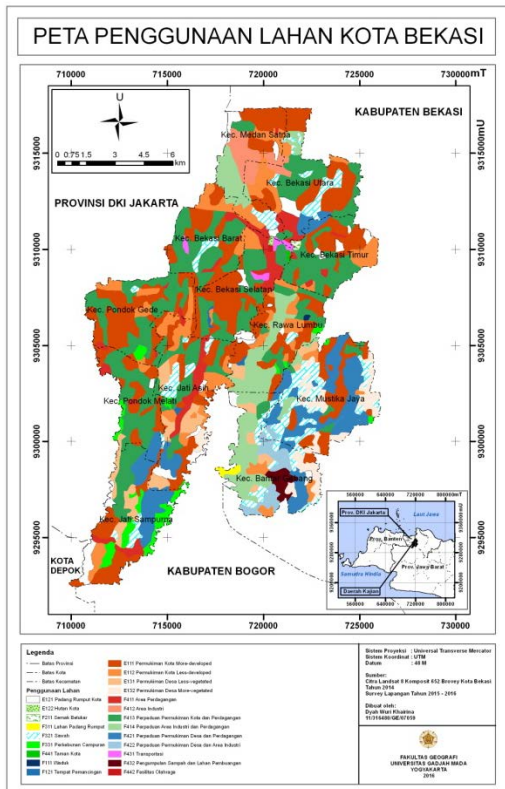 PETA PENGGUNAAN LAHAN KOTA BEKASI
710000 715000 720000 725000 730000 mT
U
0 0.75 1.5 3 4.5 6
km
KABUPATEN BEKASI
9315000 mU
9315000
Kec. Medan Satria
Kec. Bekasi Utara
PROVINSI DKI JAKARTA
Kec. Bekasi Barat
9310000
9310000
Kec. Bekasi Timur
Kec. Bekasi Selatan
Kec. Pondok Gede
Kec. Rawa Lumbu
9305000
9305000
Kec. Jati Asih
Kec. Pondok Melati
Kec. Mustika Jaya
9300000
9300000
Kec. Bantar Gebang
Kec. Jati Sampurna
9295000
9295000
KOTA
DEPOK
KABUPATEN BOGOR
Prov. DKI Jakarta
Laut Jawa
Prov. Banten
Prov. Jawa Barat
Samudra Hindia
Daerah Kajian
Legenda
Batas Provinsi
Batas Kota
Batas Kecamatan
Penggunaan Lahan
E121 Padang Rumput Kota
E122 Hutan Kota
F211 Semak Belukar
F311 Lahan Padang Rumput
F321 Sawah
F331 Perkebunan Campuran
F441 Taman Kota
F111 Waduk
F121 Tempat Pemancingan
E111 Permukiman Kota More-developed
E112 Permukiman Kota Less-developed
E131 Permukiman Desa Less-vegetated
E132 Permukiman Desa More-vegetated
F411 Area Perdagangan
F412 Area Industri
F413 Perpaduan Permukiman Kota dan Perdagangan
F414 Perpaduan Area Industri dan Perdagangan
F421 Perpaduan Permukiman Desa dan Perdagangan
F422 Perpaduan Permukiman Desa dan Area Industri
F431 Transportasi
F432 Pengumpulan Sampah dan Lahan Pembuangan
F442 Fasilitas Olahraga
Sistem Proyeksi : Universal Transverse Mercator
Sistem Koordinat : UTM
Datum : 48 M
Sumber:
Citra Landsat 8 Komposit 652 Brovey Kota Bekasi
Tahun 2014
Survey Lapangan Tahun 2015 - 2016
Dibuat oleh:
Dyah Wuri Khairina
FAKULTAS GEOGRAFI
UNIVERSITAS GADJAH MADA
YOGYAKARTA
2016